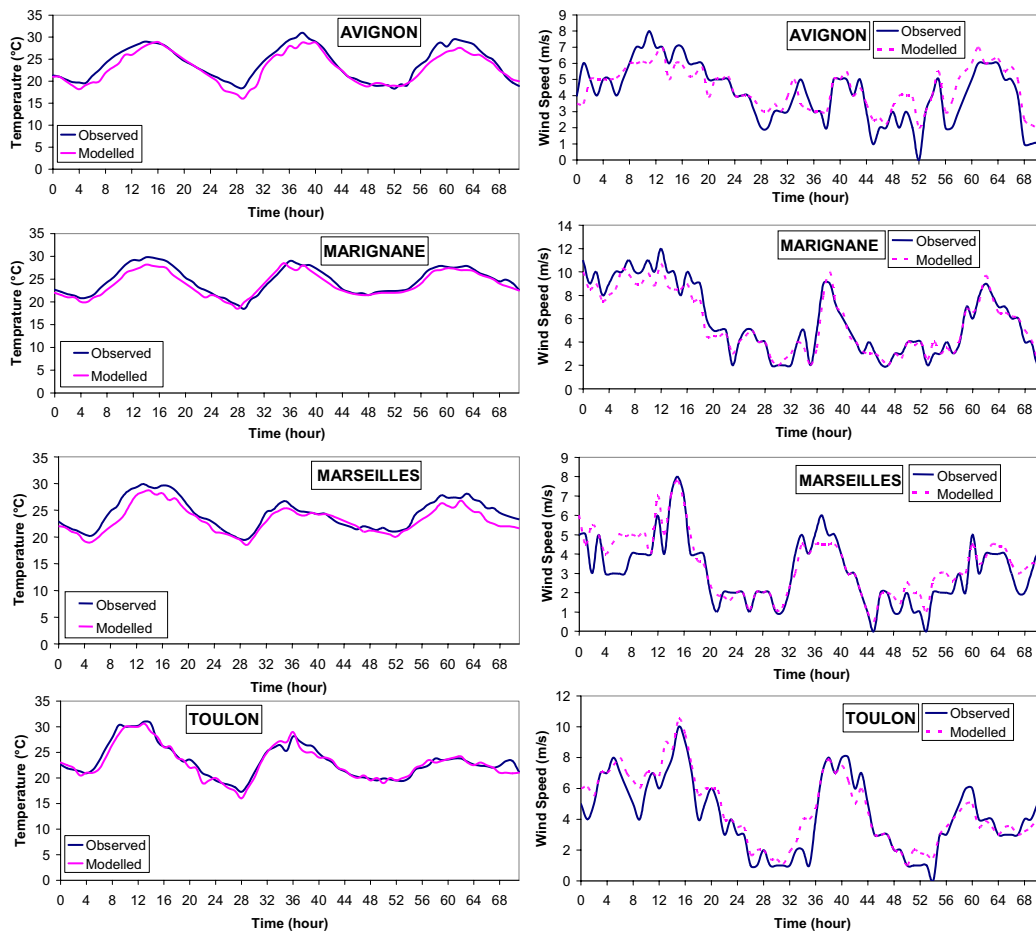 AVIGNON
Temperautre (°C)
35
30
25
20
15
10
5
0
Observed
Modelled
0 4 8 12 16 20 24 28 32 36 40 44 48 52 56 60 64 68
Time (hour)
AVIGNON
Observed
Modelled
Wind Speed (m/s)
9
8
7
6
5
4
3
2
1
0
0 4 8 12 16 20 24 28 32 36 40 44 48 52 56 60 64 68
Time (hour)
MARIGNANE
Temprature (°C)
35
30
25
20
15
10
5
0
Observed
Modelled
0 4 8 12 16 20 24 28 32 36 40 44 48 52 56 60 64 68
Time (hour)
MARIGNANE
Observed
Modelled
Wind Speed (m/s)
14
12
10
8
6
4
2
0
0 4 8 12 16 20 24 28 32 36 40 44 48 52 56 60 64 68
Time (hour)
MARSEILLES
Temperature (°C)
35
30
25
20
15
10
5
0
Observed
Modelled
0 4 8 12 16 20 24 28 32 36 40 44 48 52 56 60 64 68
Time (hour)
MARSEILLES
Observed
Modelled
Wind Speed (m/s)
9
8
7
6
5
4
3
2
1
0
0 4 8 12 16 20 24 28 32 36 40 44 48 52 56 60 64 68
Time (hour)
TOULON
Temperature (°C)
35
30
25
20
15
10
5
0
Observed
Modelled
0 4 8 12 16 20 24 28 32 36 40 44 48 52 56 60 64 68
Time (hour)
TOULON
Observed
Modelled
Wind Speed (m/s)
12
10
8
6
4
2
0
0 4 8 12 16 20 24 28 32 36 40 44 48 52 56 60 64 68
Time (hour)